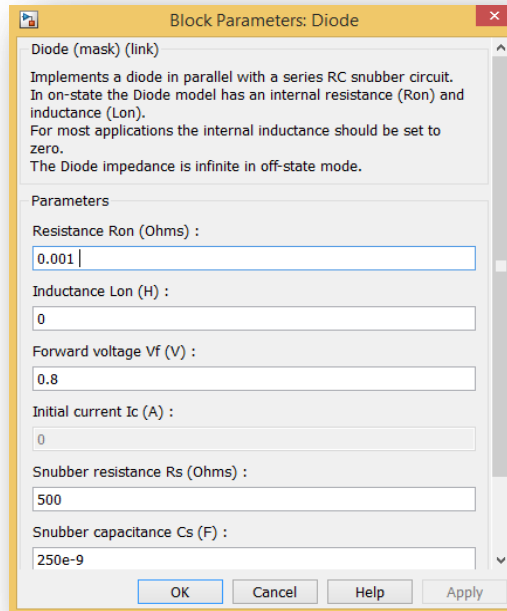 Block Parameters: Diode
Diode (mask) (link)
Implements a diode in parallel with a series RC snubber circuit.
In on-state the Diode model has an internal resistance (Ron) and
inductance (Lon).
For most applications the internal inductance should be set to
zero.
The Diode impedance is infinite in off-state mode.
Parameters
Resistance Ron (Ohms) :
0.001
Inductance Lon (H) :
0
Forward voltage Vf (V) :
0.8
Initial current Ic (A) :
0
Snubber resistance Rs (Ohms) :
500
Snubber capacitance Cs (F) :
250e-9
OK Cancel Help Apply